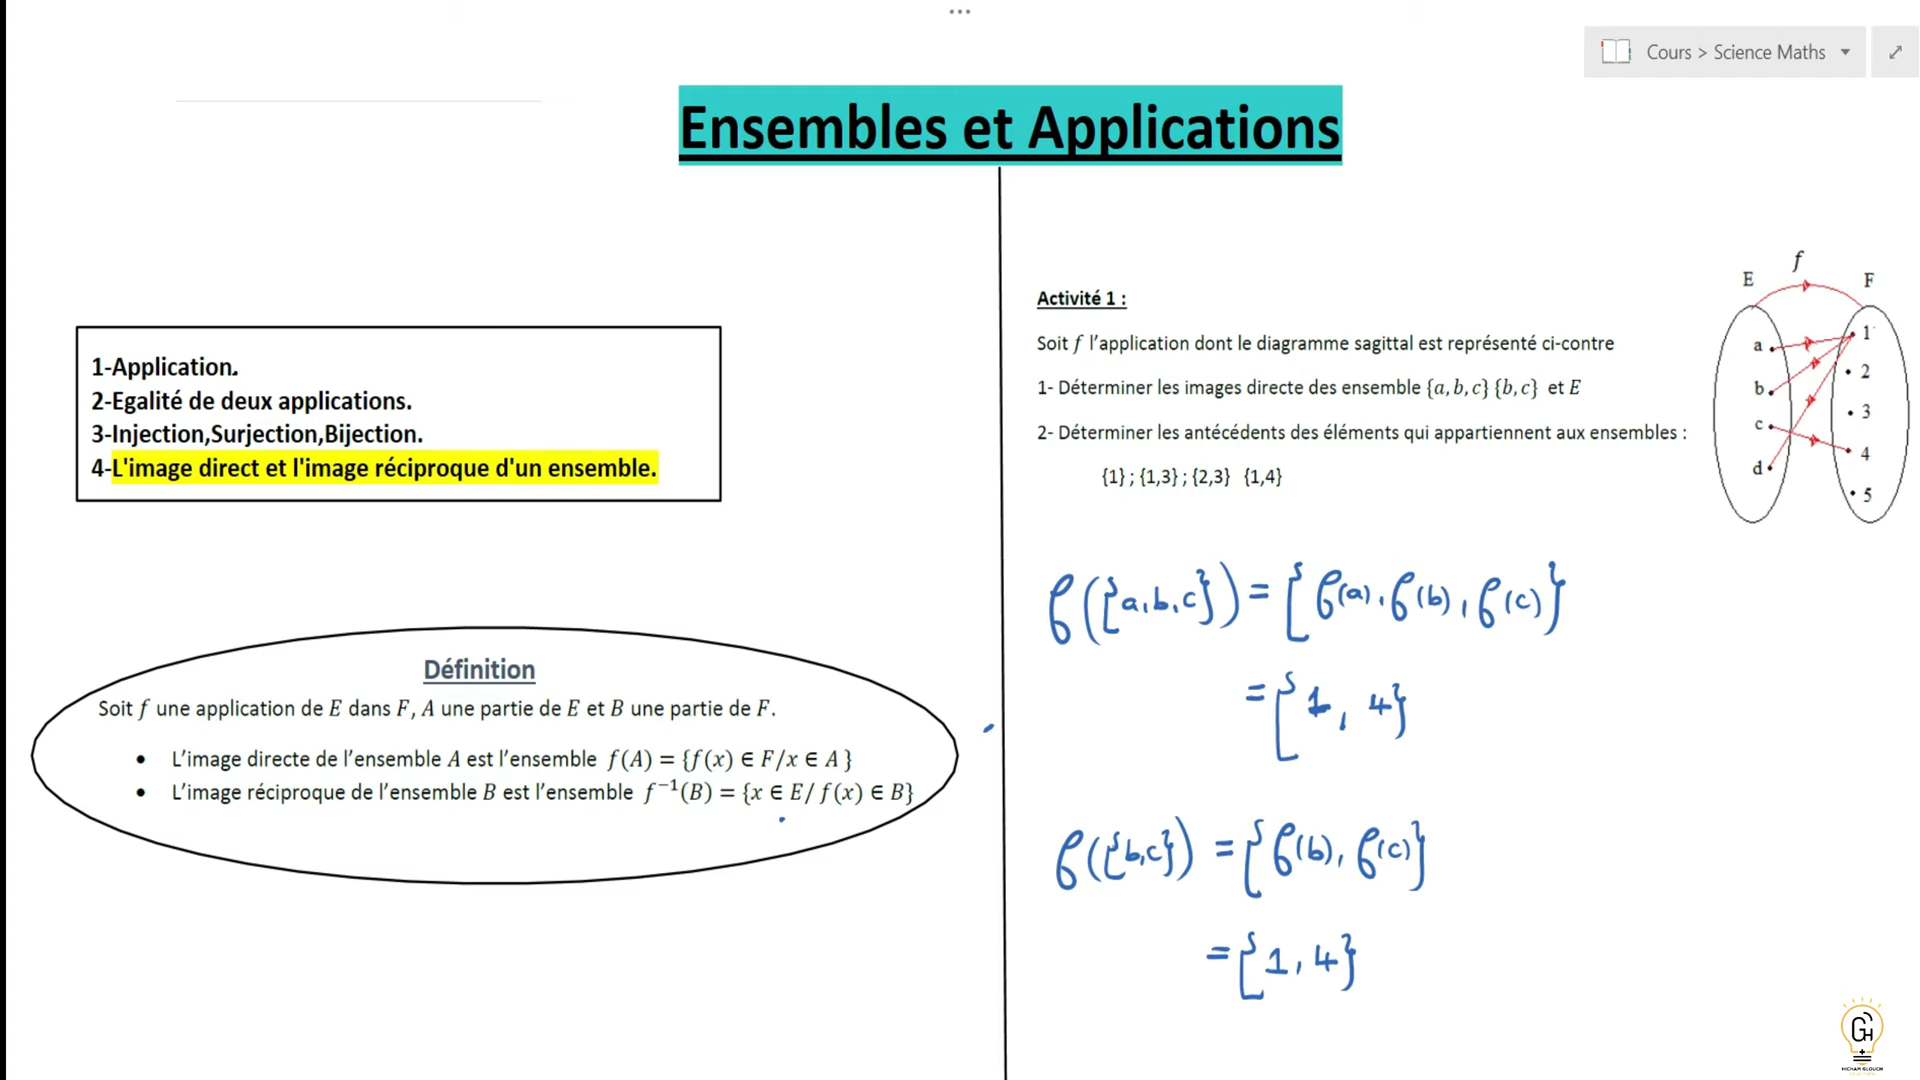 Cours > Science Maths
Ensembles et Applications
1-Application.
2-Egalité de deux applications.
3-Injection,Surjection,Bijection.
4-L'image direct et l'image réciproque d'un ensemble.
Définition
Soit f une application de E dans F, A une partie de E et B une partie de F.
• L'image directe de l'ensemble A est l'ensemble f(A) = {f(x) ∈ F/x ∈ A }
• L'image réciproque de l'ensemble B est l'ensemble f⁻¹(B) = {x ∈ E/ f(x) ∈ B}
Activité 1 :
Soit f l'application dont le diagramme sagittal est représenté ci-contre
1- Déterminer les images directe des ensemble {a, b, c} {b, c} et E
2- Déterminer les antécédents des éléments qui appartiennent aux ensembles :
{1} ; {1,3} ; {2,3} {1,4}
f
E F
a 1
b 2
c 3
d 4
5
f({a,b,c}) = {f(a), f(b), f(c)}
= {1, 4}
f({b,c}) = {f(b), f(c)}
= {1, 4}
GH
HICHAM GLOUCH